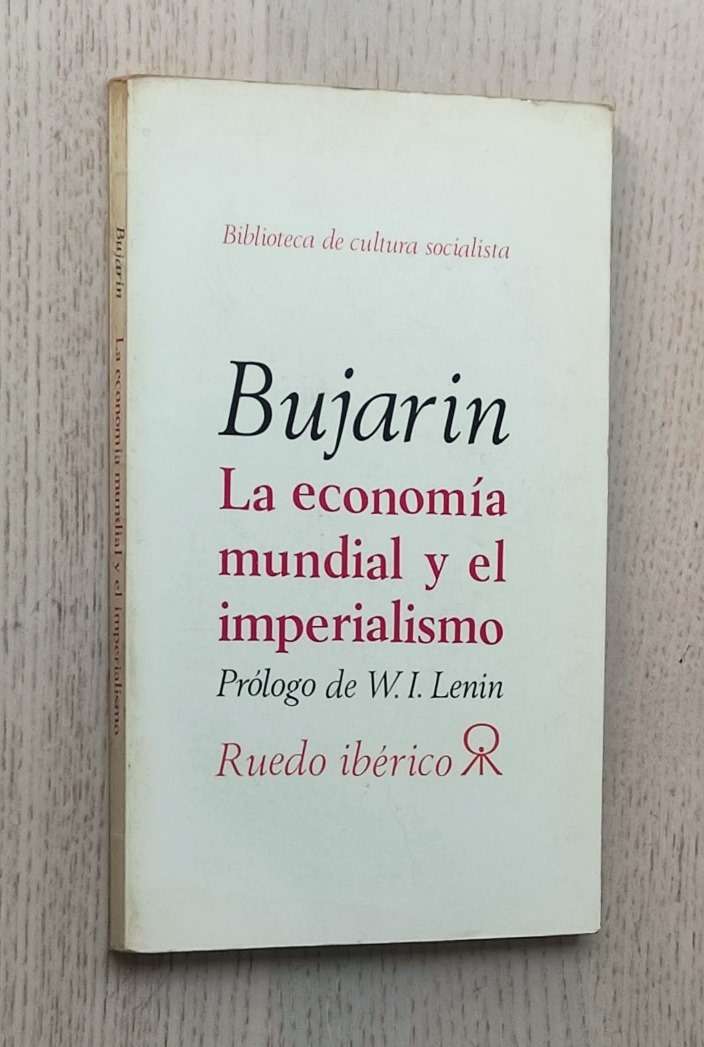 Biblioteca de cultura socialista
Bujarin
La economía
mundial y el
imperialismo
Prólogo de W. I. Lenin
Ruedo ibérico
Bujarin La economía mundial y el imperialismo